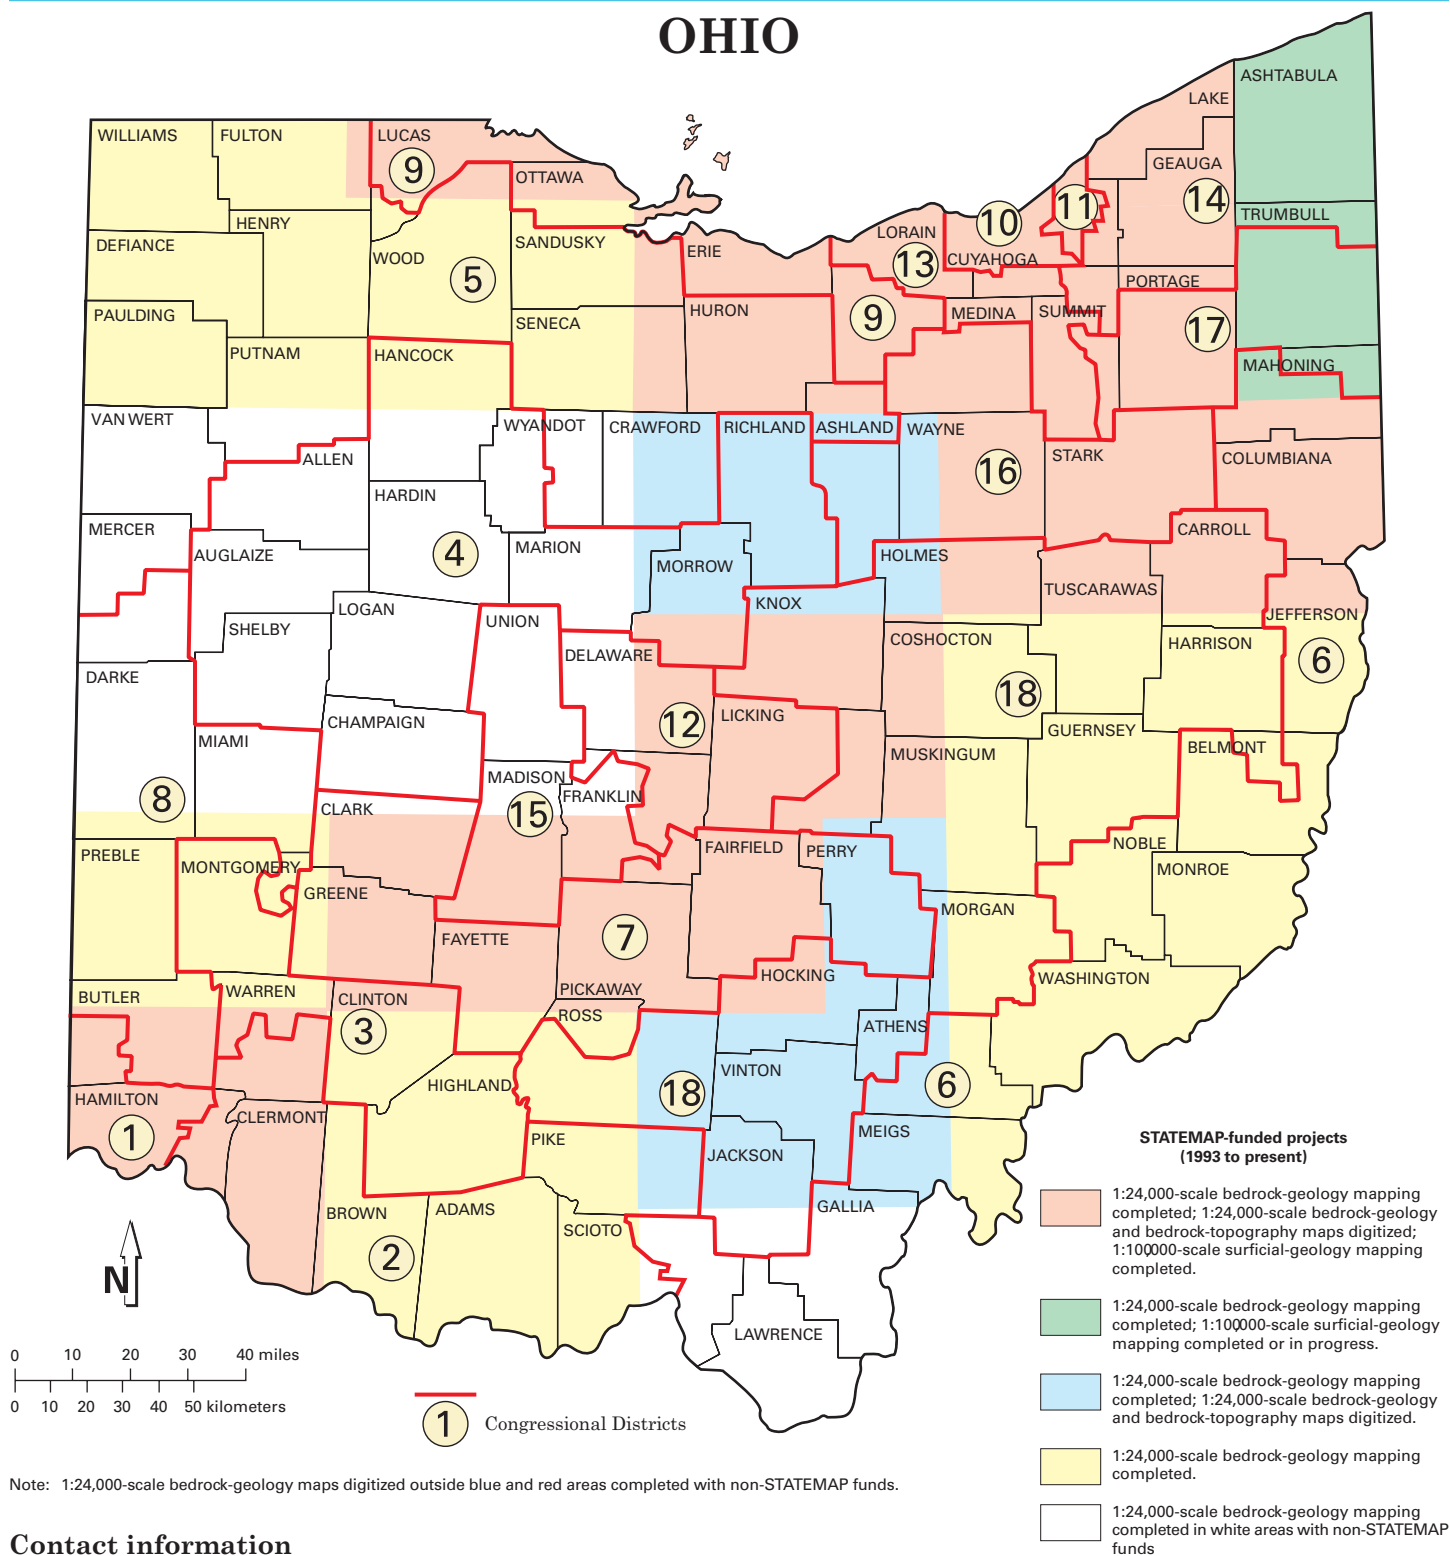 OHIO
ASHTABULA
LAKE
WILLIAMS
FULTON
LUCAS
GEAUGA
9
OTTAWA
14
11
HENRY
10
TRUMBULL
DEFIANCE
SANDUSKY
LORAIN
WOOD
ERIE
13
CUYAHOGA
5
PORTAGE
PAULDING
HURON
MEDINA
SUMMIT
SENECA
9
17
PUTNAM
HANCOCK
MAHONING
VAN WERT
WYANDOT
CRAWFORD
RICHLAND
ASHLAND
WAYNE
ALLEN
STARK
COLUMBIANA
16
HARDIN
MERCER
CARROLL
AUGLAIZE
4
MARION
HOLMES
MORROW
TUSCARAWAS
LOGAN
KNOX
JEFFERSON
SHELBY
UNION
COSHOCTON
HARRISON
DELAWARE
6
DARKE
18
CHAMPAIGN
LICKING
12
GUERNSEY
MIAMI
BELMONT
MUSKINGUM
MADISON
8
FRANKLIN
CLARK
15
NOBLE
PREBLE
FAIRFIELD
PERRY
MONTGOMERY
MONROE
GREENE
MORGAN
FAYETTE
7
HOCKING
WASHINGTON
BUTLER
WARREN
PICKAWAY
CLINTON
ROSS
3
ATHENS
VINTON
HIGHLAND
6
18
HAMILTON
CLERMONT
1
PIKE
MEIGS
JACKSON
BROWN
ADAMS
GALLIA
SCIOTO
2
LAWRENCE
N
STATEMAP-funded projects
(1993 to present)
1:24,000-scale bedrock-geology mapping
completed; 1:24,000-scale bedrock-geology
and bedrock-topography maps digitized;
1:100,000-scale surficial-geology mapping
completed.
1:24,000-scale bedrock-geology mapping
completed; 1:100,000-scale surficial-geology
mapping completed or in progress.
1:24,000-scale bedrock-geology mapping
completed; 1:24,000-scale bedrock-geology
and bedrock-topography maps digitized.
1:24,000-scale bedrock-geology mapping
completed.
1:24,000-scale bedrock-geology mapping
completed in white areas with non-STATEMAP
funds
0 10 20 30 40 miles
0 10 20 30 40 50 kilometers
1 Congressional Districts
Note: 1:24,000-scale bedrock-geology maps digitized outside blue and red areas completed with non-STATEMAP funds.
Contact information